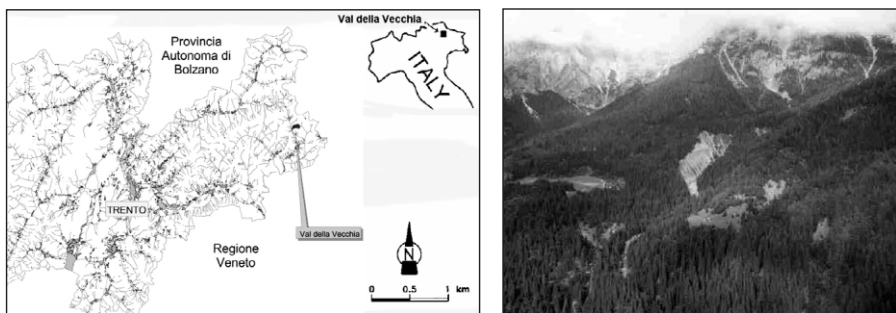 Val della Vecchia
Provincia
Autonoma di
Bolzano
ITALY
TRENTO
Val della Vecchia
Regione
Veneto
N
0 0.5 1
km